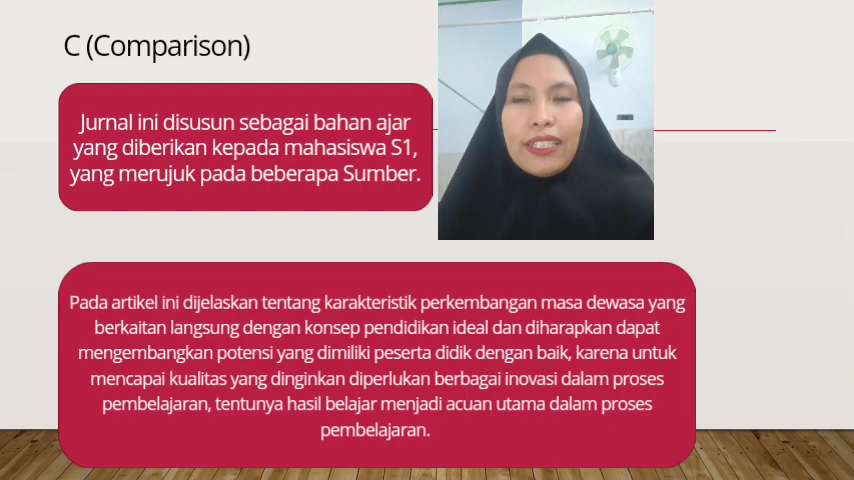 C (Comparison)
Jurnal ini disusun sebagai bahan ajar
yang diberikan kepada mahasiswa S1,
yang merujuk pada beberapa Sumber.
Pada artikel ini dijelaskan tentang karakteristik perkembangan masa dewasa yang
berkaitan langsung dengan konsep pendidikan ideal dan diharapkan dapat
mengembangkan potensi yang dimiliki peserta didik dengan baik, karena untuk
mencapai kualitas yang dinginkan diperlukan berbagai inovasi dalam proses
pembelajaran, tentunya hasil belajar menjadi acuan utama dalam proses
pembelajaran.